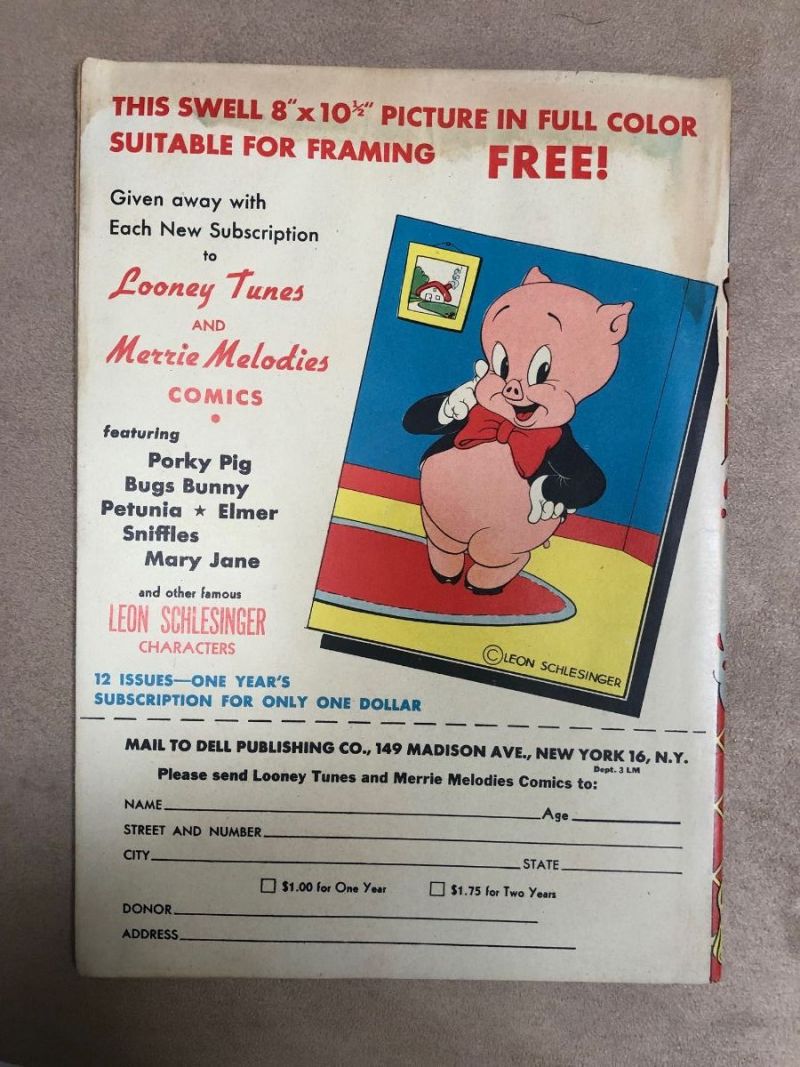 THIS SWELL 8"x10½" PICTURE IN FULL COLOR
SUITABLE FOR FRAMING FREE!
Given away with
Each New Subscription
to
Looney Tunes
AND
Merrie Melodies
COMICS
featuring
Porky Pig
Bugs Bunny
Petunia ★ Elmer
Sniffles
Mary Jane
and other famous
LEON SCHLESINGER
CHARACTERS
12 ISSUES—ONE YEAR'S
SUBSCRIPTION FOR ONLY ONE DOLLAR
©LEON SCHLESINGER
MAIL TO DELL PUBLISHING CO., 149 MADISON AVE., NEW YORK 16, N.Y.
Dept. 3 LM
Please send Looney Tunes and Merrie Melodies Comics to:
NAME Age
STREET AND NUMBER
CITY STATE
$1.00 for One Year $1.75 for Two Years
DONOR
ADDRESS